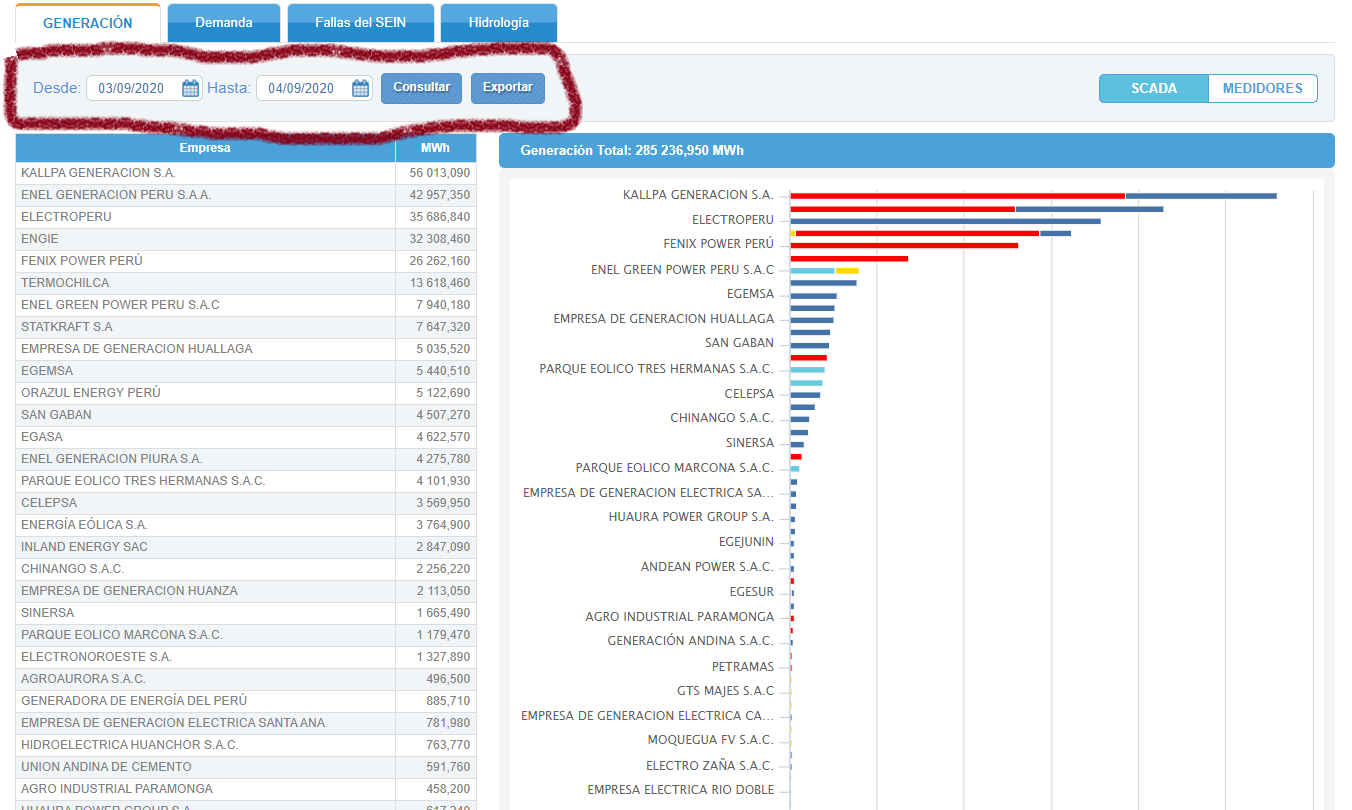 GENERACIÓN Demanda Fallas del SEIN Hidrología
Desde: 03/09/2020 Hasta: 04/09/2020 Consultar Exportar SCADA MEDIDORES
Empresa MWh
KALLPA GENERACION S.A. 56 013,090
ENEL GENERACION PERU S.A.A. 42 957,350
ELECTROPERU 35 686,840
ENGIE 32 308,460
FENIX POWER PERÚ 26 262,160
TERMOCHILCA 13 618,460
ENEL GREEN POWER PERU S.A.C 7 940,180
STATKRAFT S.A 7 647,320
EMPRESA DE GENERACION HUALLAGA 5 035,520
EGEMSA 5 440,510
ORAZUL ENERGY PERÚ 5 122,690
SAN GABAN 4 507,270
EGASA 4 622,570
ENEL GENERACION PIURA S.A. 4 275,780
PARQUE EOLICO TRES HERMANAS S.A.C. 4 101,930
CELEPSA 3 569,950
ENERGÍA EÓLICA S.A. 3 764,900
INLAND ENERGY SAC 2 847,090
CHINANGO S.A.C. 2 256,220
EMPRESA DE GENERACION HUANZA 2 113,050
SINERSA 1 665,490
PARQUE EOLICO MARCONA S.A.C. 1 179,470
ELECTRONOROESTE S.A. 1 327,890
AGROAURORA S.A.C. 496,500
GENERADORA DE ENERGÍA DEL PERÚ 885,710
EMPRESA DE GENERACION ELECTRICA SANTA ANA 781,980
HIDROELECTRICA HUANCHOR S.A.C. 763,770
UNION ANDINA DE CEMENTO 591,760
AGRO INDUSTRIAL PARAMONGA 458,200
HUAURA POWER GROUP S.A. 617,240
Generación Total: 285 236,950 MWh
KALLPA GENERACION S.A.
ELECTROPERU
FENIX POWER PERÚ
ENEL GREEN POWER PERU S.A.C
EGEMSA
EMPRESA DE GENERACION HUALLAGA
SAN GABAN
PARQUE EOLICO TRES HERMANAS S.A.C.
CELEPSA
CHINANGO S.A.C.
SINERSA
PARQUE EOLICO MARCONA S.A.C.
EMPRESA DE GENERACION ELECTRICA SA...
HUAURA POWER GROUP S.A.
EGEJUNIN
ANDEAN POWER S.A.C.
EGESUR
AGRO INDUSTRIAL PARAMONGA
GENERACIÓN ANDINA S.A.C.
PETRAMAS
GTS MAJES S.A.C
EMPRESA DE GENERACION ELECTRICA CA...
MOQUEGUA FV S.A.C.
ELECTRO ZAÑA S.A.C.
EMPRESA ELECTRICA RIO DOBLE